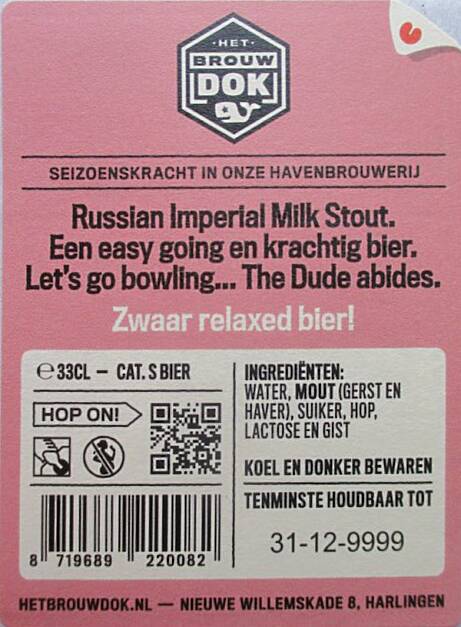 ·HET·
BROUW
DOK
SEIZOENSKRACHT IN ONZE HAVENBROUWERIJ
Russian Imperial Milk Stout.
Een easy going en krachtig bier.
Let's go bowling... The Dude abides.
Zwaar relaxed bier!
℮ 33CL – CAT. S BIER
HOP ON!
8 719689 220082
INGREDIËNTEN:
WATER, MOUT (GERST EN
HAVER), SUIKER, HOP,
LACTOSE EN GIST
KOEL EN DONKER BEWAREN
TENMINSTE HOUDBAAR TOT
31-12-9999
HETBROUWDOK.NL — NIEUWE WILLEMSKADE 8, HARLINGEN